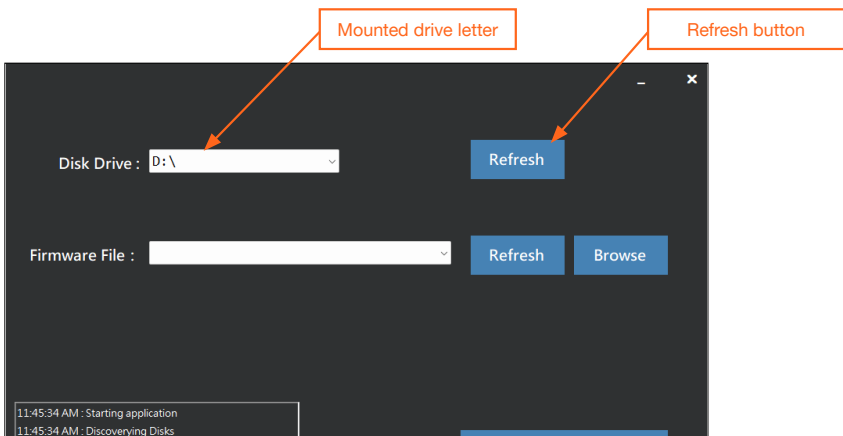 Mounted drive letter
Refresh button
Disk Drive :
D:\
Refresh
Firmware File :
Refresh
Browse
11:45:34 AM : Starting application
11:45:34 AM : Discoverying Disks